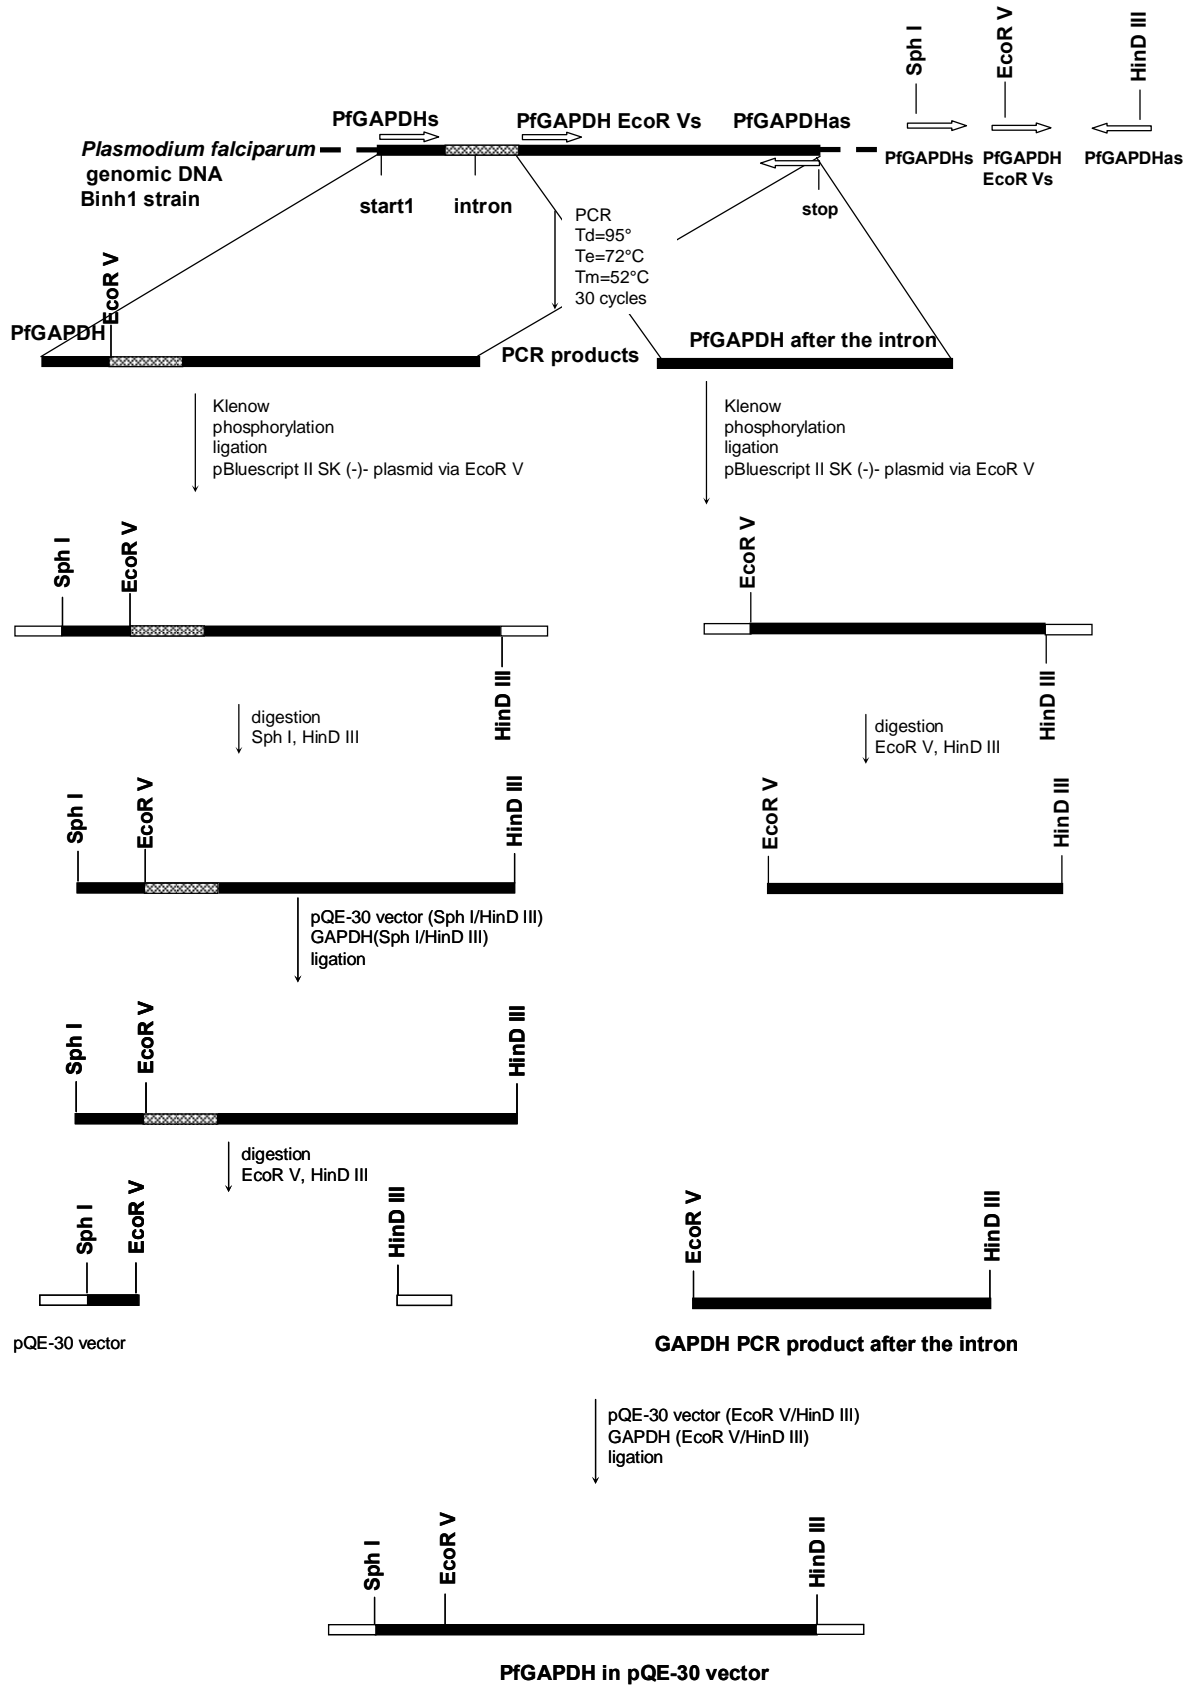 Sph I
EcoR V
HinD III
PfGAPDHs
PfGAPDH EcoR Vs
PfGAPDHas
Plasmodium falciparum
genomic DNA
Binh1 strain
PfGAPDHs
PfGAPDH
EcoR Vs
PfGAPDHas
start1
intron
stop
PCR
Td=95°
Te=72°C
Tm=52°C
30 cycles
EcoR V
PfGAPDH
PCR products
PfGAPDH after the intron
Klenow
phosphorylation
ligation
pBluescript II SK (-)- plasmid via EcoR V
Klenow
phosphorylation
ligation
pBluescript II SK (-)- plasmid via EcoR V
Sph I
EcoR V
HinD III
EcoR V
HinD III
digestion
Sph I, HinD III
digestion
EcoR V, HinD III
Sph I
EcoR V
HinD III
EcoR V
HinD III
pQE-30 vector (Sph I/HinD III)
GAPDH(Sph I/HinD III)
ligation
Sph I
EcoR V
HinD III
digestion
EcoR V, HinD III
Sph I
EcoR V
HinD III
EcoR V
HinD III
pQE-30 vector
GAPDH PCR product after the intron
pQE-30 vector (EcoR V/HinD III)
GAPDH (EcoR V/HinD III)
ligation
Sph I
EcoR V
HinD III
PfGAPDH in pQE-30 vector